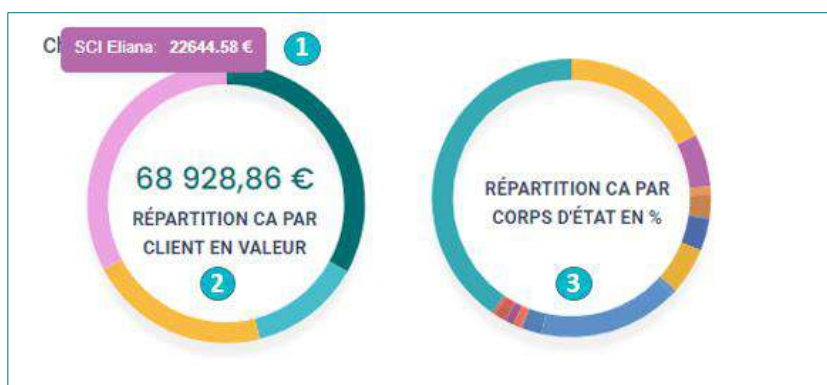 SCI Eliana: 22644.58 €
1
68 928,86 €
RÉPARTITION CA PAR
CLIENT EN VALEUR
2
RÉPARTITION CA PAR
CORPS D'ÉTAT EN %
3